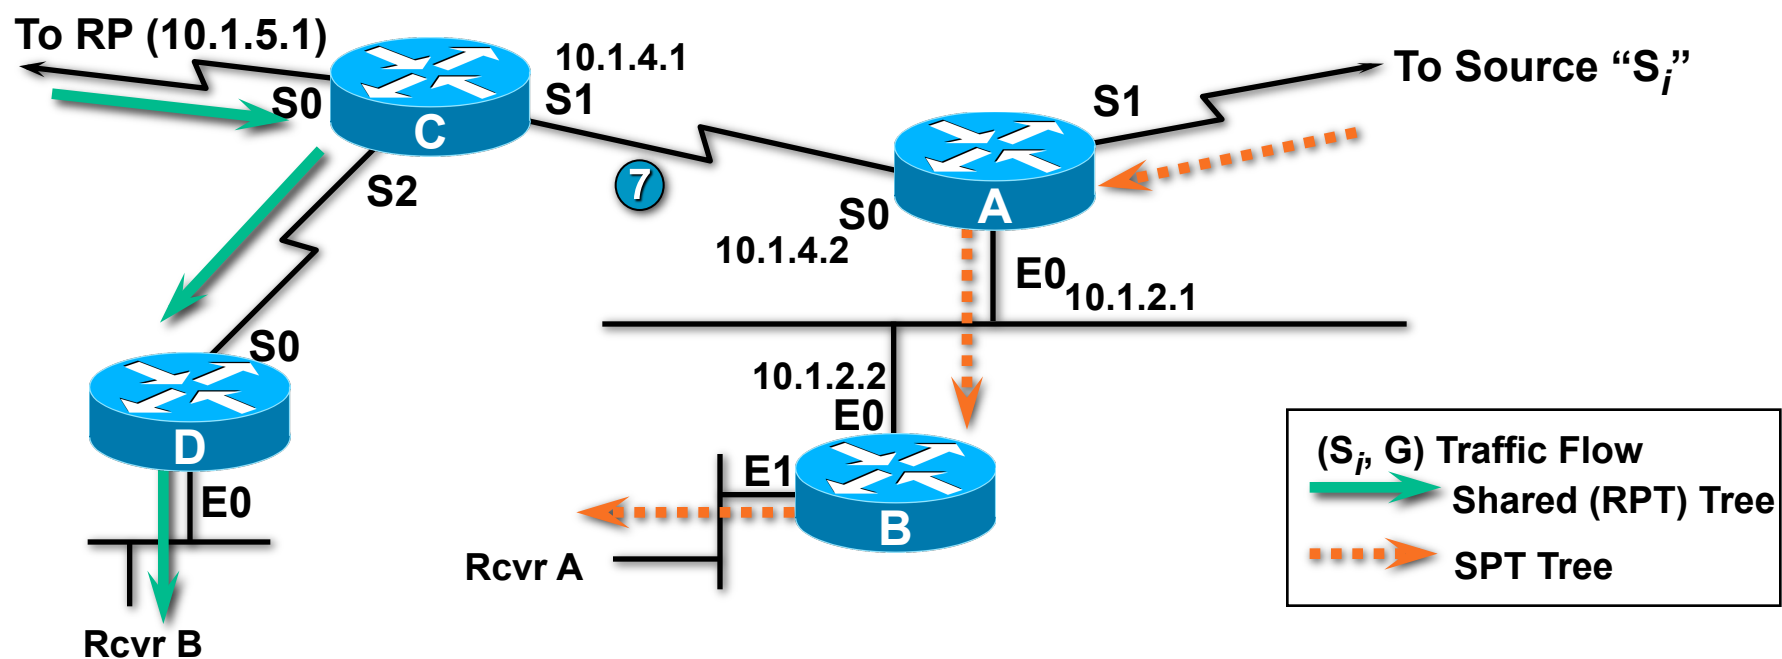 To RP (10.1.5.1)
10.1.4.1
To Source “Si”
S0
S1
S1
C
7
A
S2
S0
10.1.4.2
E0
10.1.2.1
S0
10.1.2.2
E0
D
E1
B
E0
Rcvr A
Rcvr B
(Si, G) Traffic Flow
Shared (RPT) Tree
SPT Tree